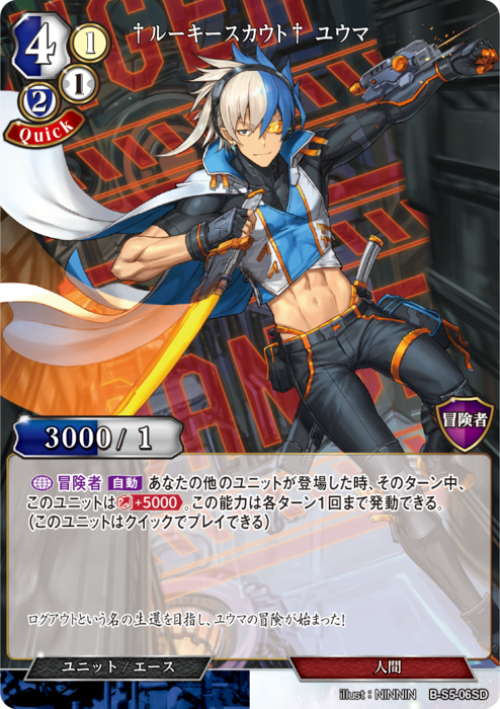 4
1
1
2
Quick
†ルーキースカウト† ユウマ
冒険者
3000 / 1
冒険者 自動 あなたの他のユニットが登場した時、そのターン中、
このユニットは +5000 。この能力は各ターン1回まで発動できる。
(このユニットはクイックでプレイできる)
ログアウトという名の生還を目指し、ユウマの冒険が始まった!
ユニット / エース
人間
illust : NINNIN B-S5-06SD